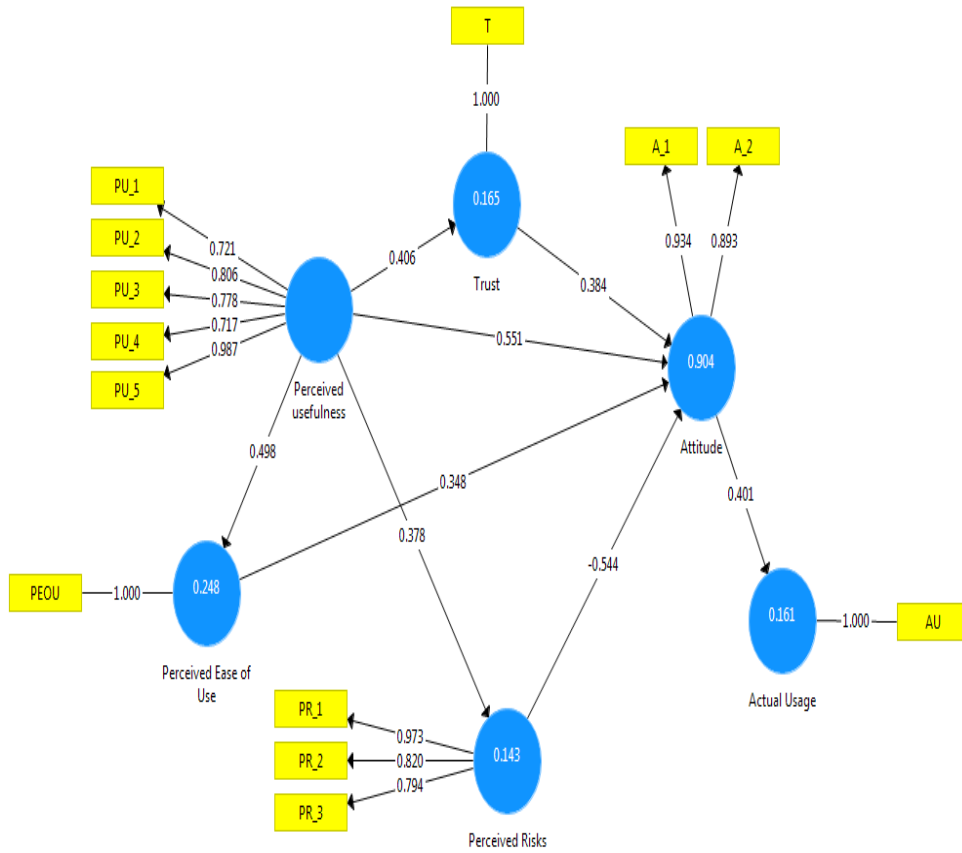 T
1.000
A_1
A_2
PU_1
PU_2
PU_3
PU_4
PU_5
0.721
0.806
0.778
0.717
0.987
0.165
Trust
0.406
0.384
0.934
0.893
0.551
0.904
Attitude
Perceived
usefulness
0.498
0.348
0.378
0.401
-0.544
PEOU
1.000
0.248
Perceived Ease of
Use
0.161
1.000
AU
Actual Usage
PR_1
PR_2
PR_3
0.973
0.820
0.794
0.143
Perceived Risks